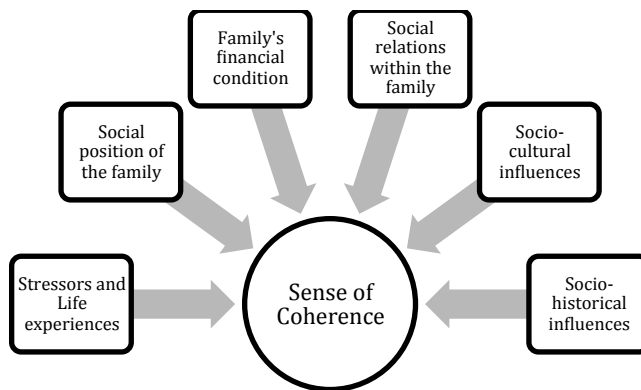 Family's
financial
condition
Social
relations
within the
family
Social
position of
the family
Socio-
cultural
influences
Stressors and
Life
experiences
Sense of
Coherence
Socio-
historical
influences